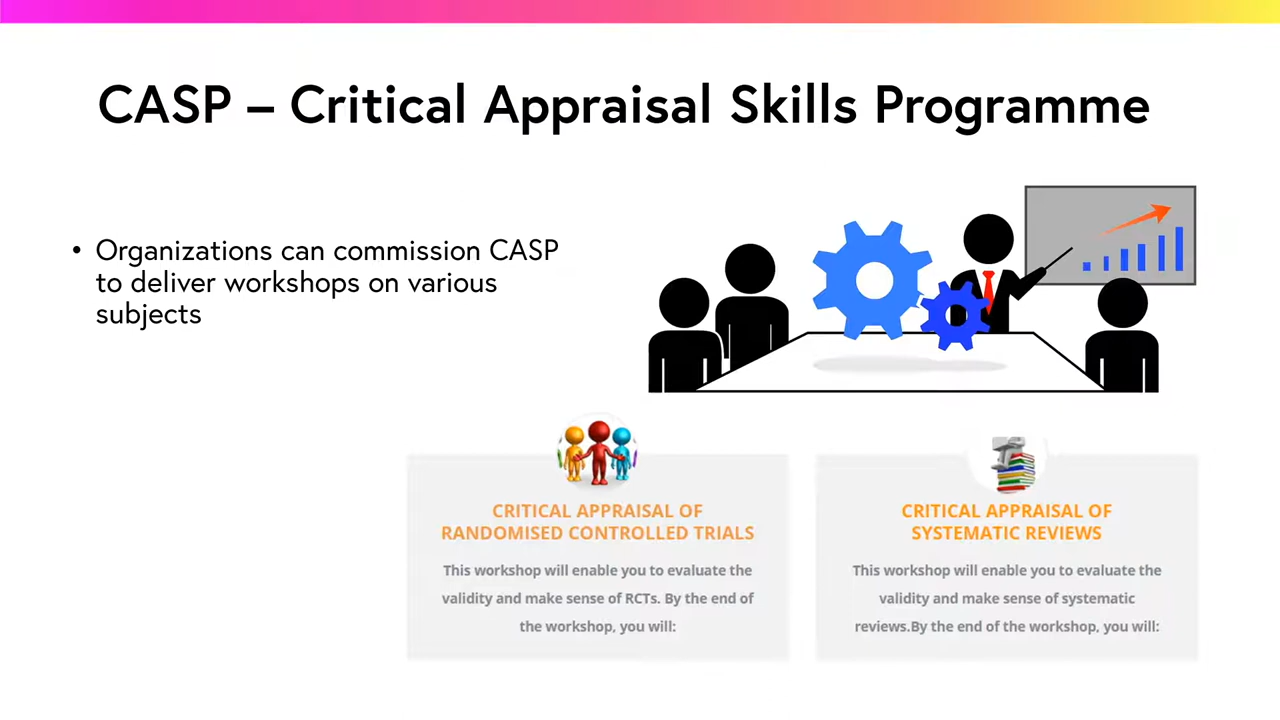 CASP – Critical Appraisal Skills Programme
• Organizations can commission CASP
to deliver workshops on various
subjects
CRITICAL APPRAISAL OF
RANDOMISED CONTROLLED TRIALS
This workshop will enable you to evaluate the
validity and make sense of RCTs. By the end of
the workshop, you will:
CRITICAL APPRAISAL OF
SYSTEMATIC REVIEWS
This workshop will enable you to evaluate the
validity and make sense of systematic
reviews.By the end of the workshop, you will: